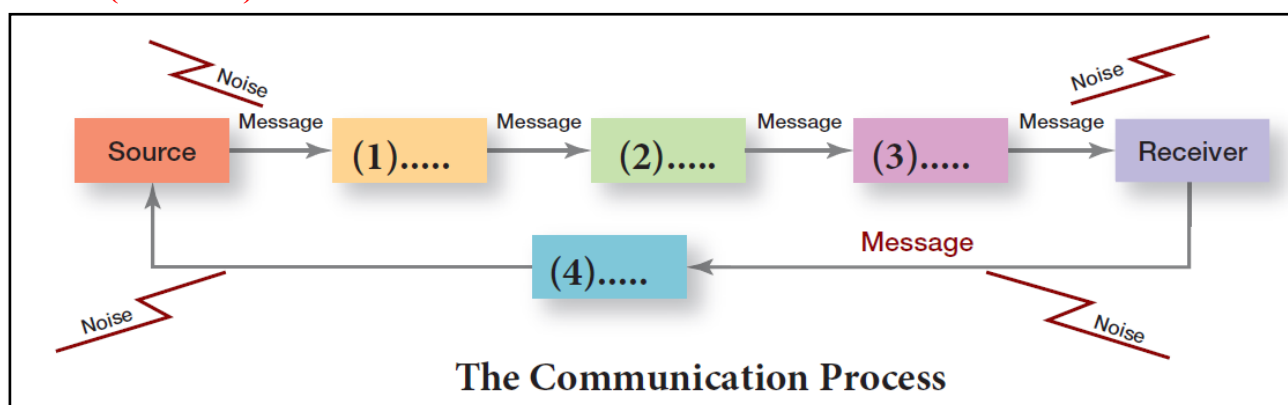 Noise
Noise
Message
Message
Message
Message
Source
(1).....
(2).....
(3).....
Receiver
Message
(4).....
Noise
Noise
The Communication Process